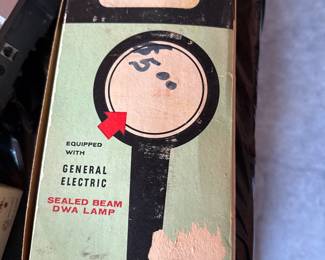 $5.00
EQUIPPED
WITH
GENERAL
ELECTRIC
SEALED BEAM
DWA LAMP